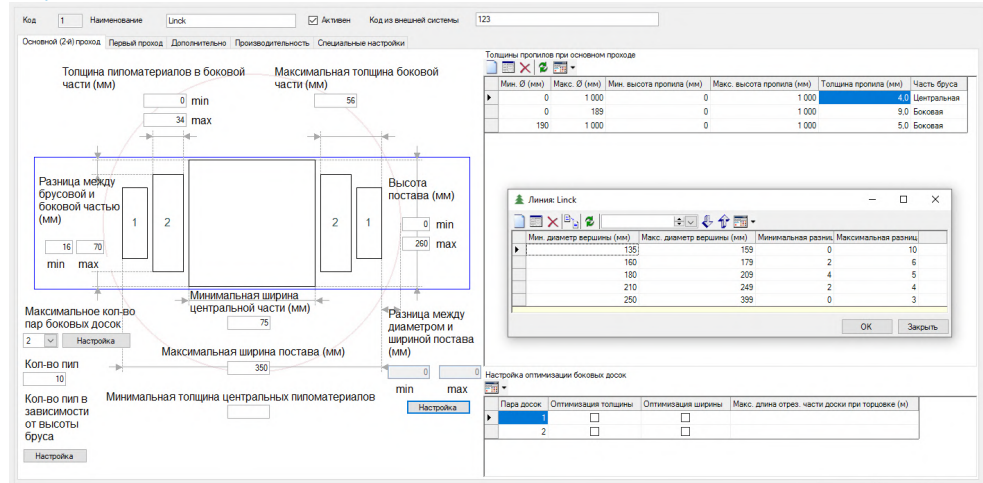 Код 1 Наименование Linck Активен Код из внешней системы 123
Основной (2-й) проход Первый проход Дополнительно Производительность Специальные настройки
Толщина пипоматериалов в боковой
части (мм)
0 min
34 max
Максимальная толщина боковой
части (мм)
56
Разница между
брусовой и
боковой частью
(мм)
16 70
min max
1 2 2 1
Высота
постава (мм)
0 min
260 max
Минимальная ширина
центральной части (мм)
75
Максимальное кол-во
пар боковых досок
2 Настройка
Разница между
диаметром и
шириной постава
(мм)
0 0
min max
Настройка
Максимальная ширина постава (мм)
350
Кол-во пил
10
Минимальная толщина центральных пиломатериалов
Кол-во пил в
зависимости
от высоты
бруса
Настройка
Толщины пропилов при основном проходе
Мин. Ø (мм) Макс. Ø (мм) Мин. высота пропила (мм) Макс. высота пропила (мм) Толщина пропила (мм) Часть бруса
0 1 000 0 1 000 4,0 Центральная
0 189 0 1 000 9,0 Боковая
190 1 000 0 1 000 5,0 Боковая
Линия: Linck
Мин. диаметр вершины (мм) Макс. диаметр вершины (мм) Минимальная разниц Максимальная разниц
135 159 0 10
160 179 2 6
180 209 4 5
210 249 2 4
250 399 0 3
OK Закрыть
Настройка оптимизации боковых досок
Пара досок Оптимизация толщины Оптимизация ширины Макс. длина отрез. части доски при торцовке (м)
1
2